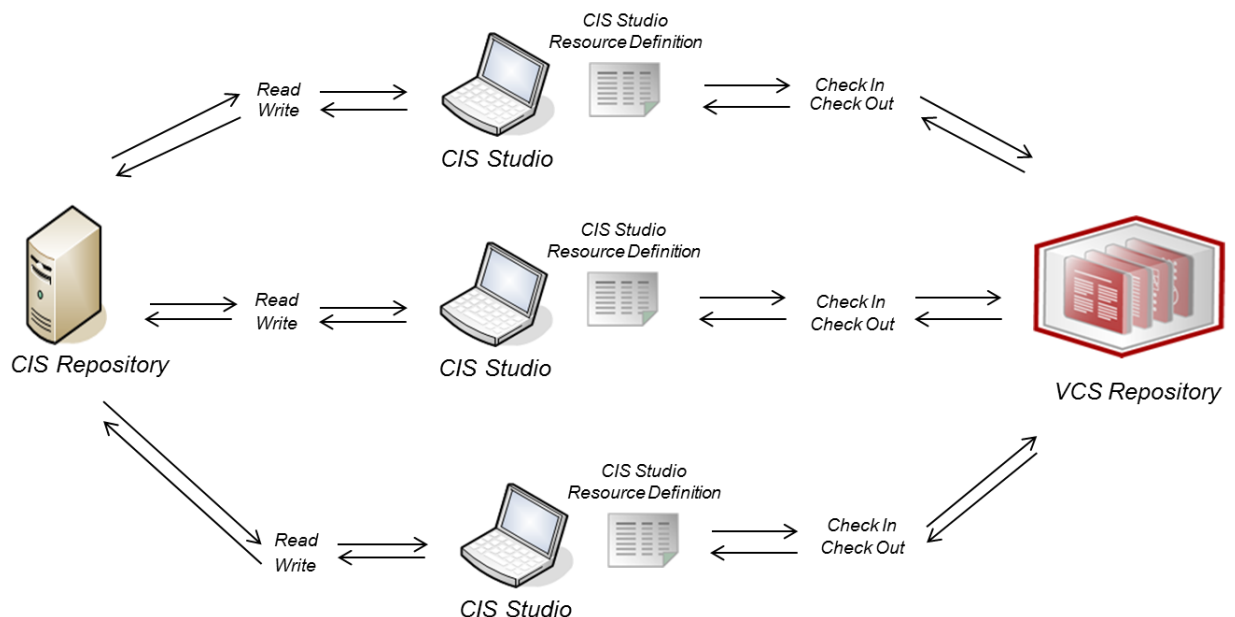 CIS Studio
Resource Definition
Read
Write
Check In
Check Out
CIS Studio
CIS Studio
Resource Definition
Read
Write
Check In
Check Out
CIS Repository
CIS Studio
VCS Repository
CIS Studio
Resource Definition
Read
Write
Check In
Check Out
CIS Studio